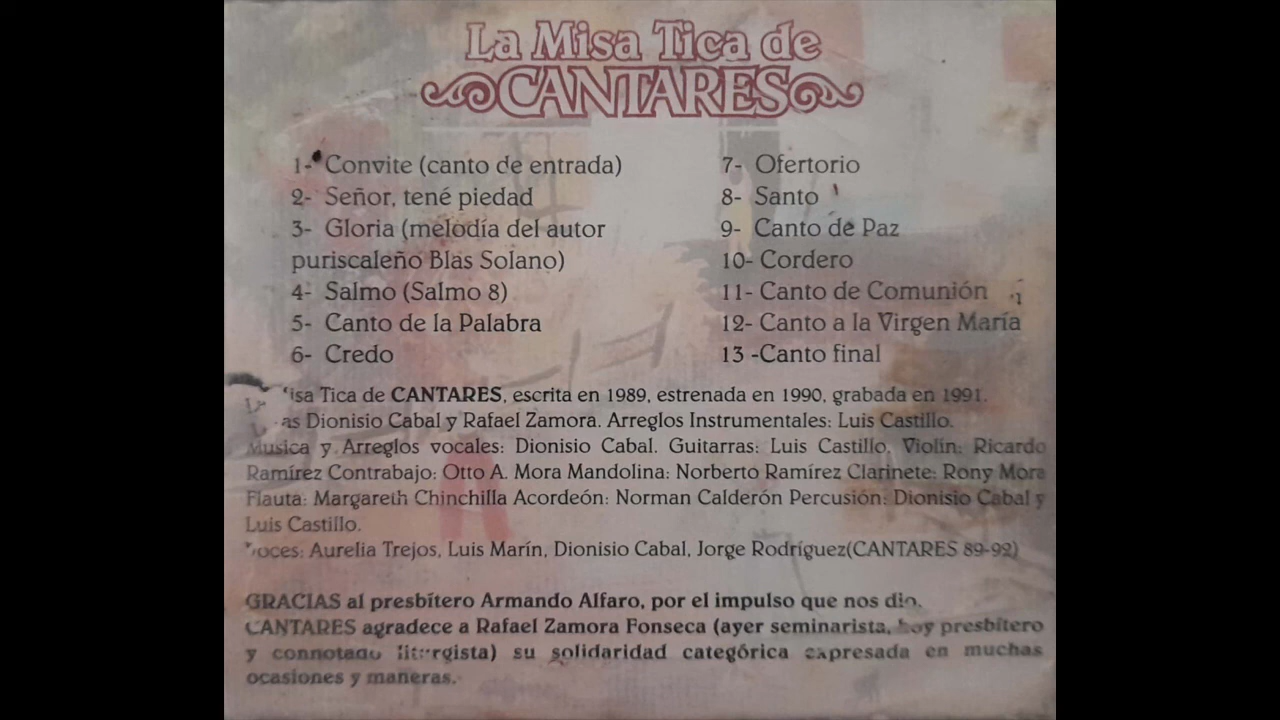 La Misa Tica de
CANTARES
1- Convite (canto de entrada)
2- Señor, tené piedad
3- Gloria (melodía del autor
puriscaleño Blas Solano)
4- Salmo (Salmo 8)
5- Canto de la Palabra
6- Credo
7- Ofertorio
8- Santo
9- Canto de Paz
10- Cordero
11- Canto de Comunión
12- Canto a la Virgen María
13 -Canto final
Tica de CANTARES, escrita en 1989, estrenada en 1990, grabada en 1991.
Dionisio Cabal y Rafael Zamora. Arreglos Instrumentales: Luis Castillo.
Musica y Arreglos vocales: Dionisio Cabal. Guitarras: Luis Castillo. Violín: Ricardo
Ramírez Contrabajo: Otto A. Mora Mandolina: Norberto Ramírez Clarinete: Rony Mora
Flauta: Margareth Chinchilla Acordeón: Norman Calderón Percusión: Dionisio Cabal y
Luis Castillo.
Voces: Aurelia Trejos, Luis Marín, Dionisio Cabal, Jorge Rodríguez(CANTARES 89-92)
GRACIAS al presbítero Armando Alfaro, por el impulso que nos dio.
CANTARES agradece a Rafael Zamora Fonseca (ayer seminarista, hoy presbítero
y connotado liturgista) su solidaridad categórica expresada en muchas
ocasiones y maneras.